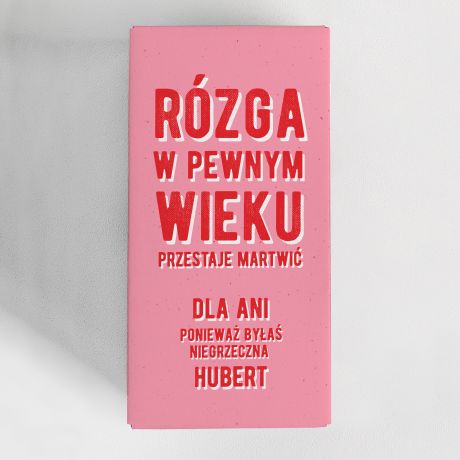 RÓZGA
W PEWNYM
WIEKU
PRZESTAJE MARTWIĆ
DLA ANI
PONIEWAŻ BYŁAŚ
NIEGRZECZNA
HUBERT